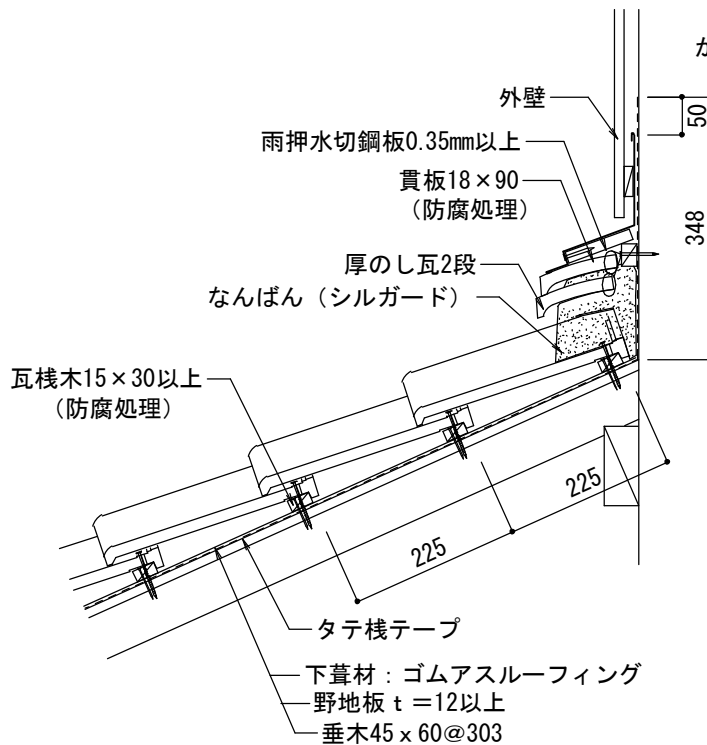 外壁
50
雨押水切鋼板0.35mm以上
貫板18×90
（防腐処理）
348
厚のし瓦2段
なんばん（シルガード）
瓦桟木15×30以上
（防腐処理）
225
225
タテ桟テープ
下葺材：ゴムアスルーフィング
野地板ｔ＝12以上
垂木45ｘ60@303